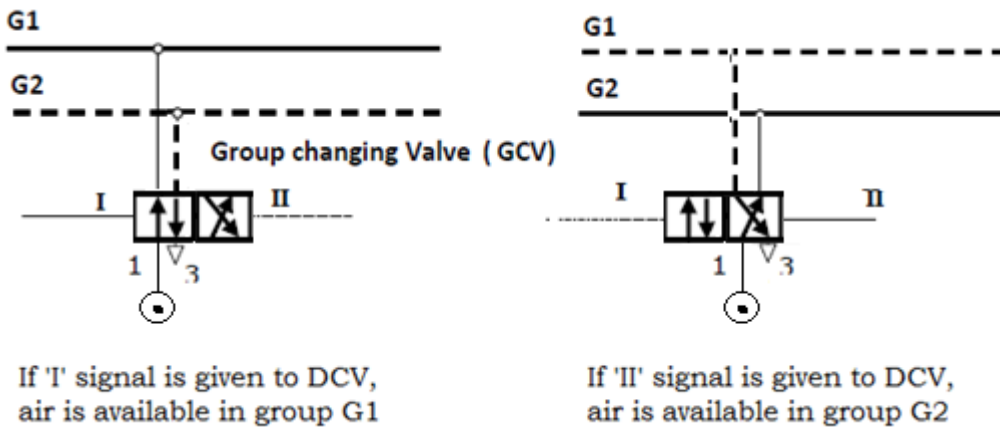 G1
G2
Group changing Valve ( GCV)
I
II
1
3
If 'I' signal is given to DCV,
air is available in group G1
G1
G2
I
II
1
3
If 'II' signal is given to DCV,
air is available in group G2